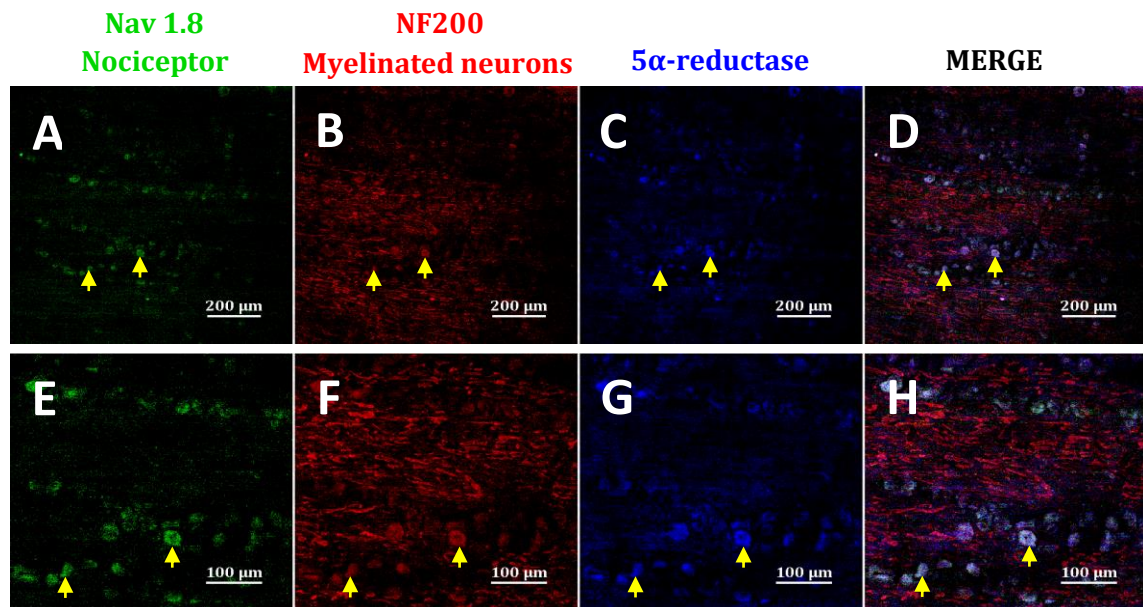 Nav 1.8
Nociceptor
NF200
Myelinated neurons
5α-reductase
MERGE
A
B
C
D
200 μm
200 μm
200 μm
200 μm
E
F
G
H
100 μm
100 μm
100 μm
100 μm